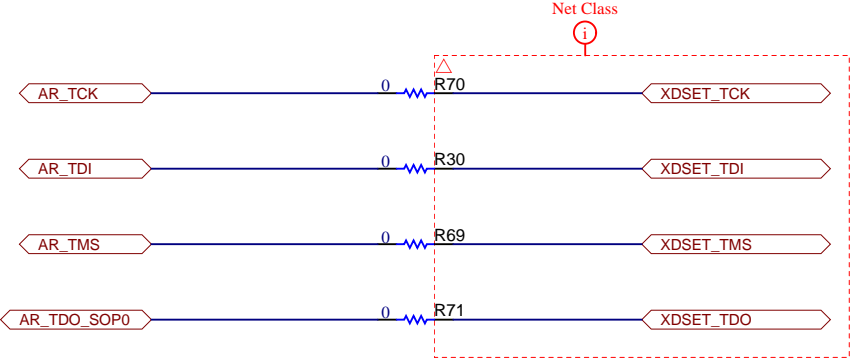 Net Class
i
AR_TCK 0 R70 XDSET_TCK
AR_TDI 0 R30 XDSET_TDI
AR_TMS 0 R69 XDSET_TMS
AR_TDO_SOP0 0 R71 XDSET_TDO